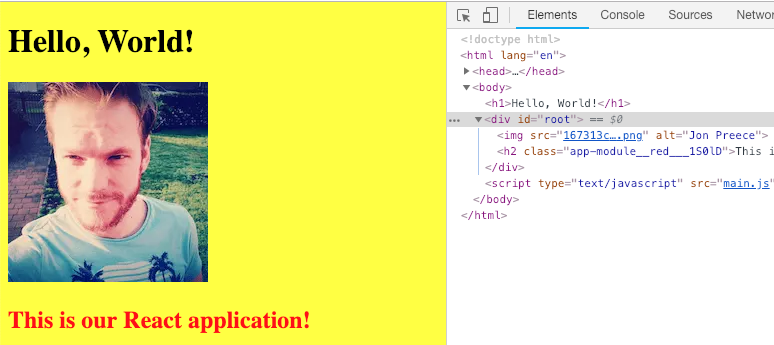 Hello, World!
This is our React application!
Elements Console Sources Networ
<!doctype html>
<html lang="en">
<head>…</head>
<body>
<h1>Hello, World!</h1>
… <div id="root"> == $0
<img src="167313c….png" alt="Jon Preece">
<h2 class="app-module__red___1S0lD">This i
</div>
<script type="text/javascript" src="main.js"
</body>
</html>